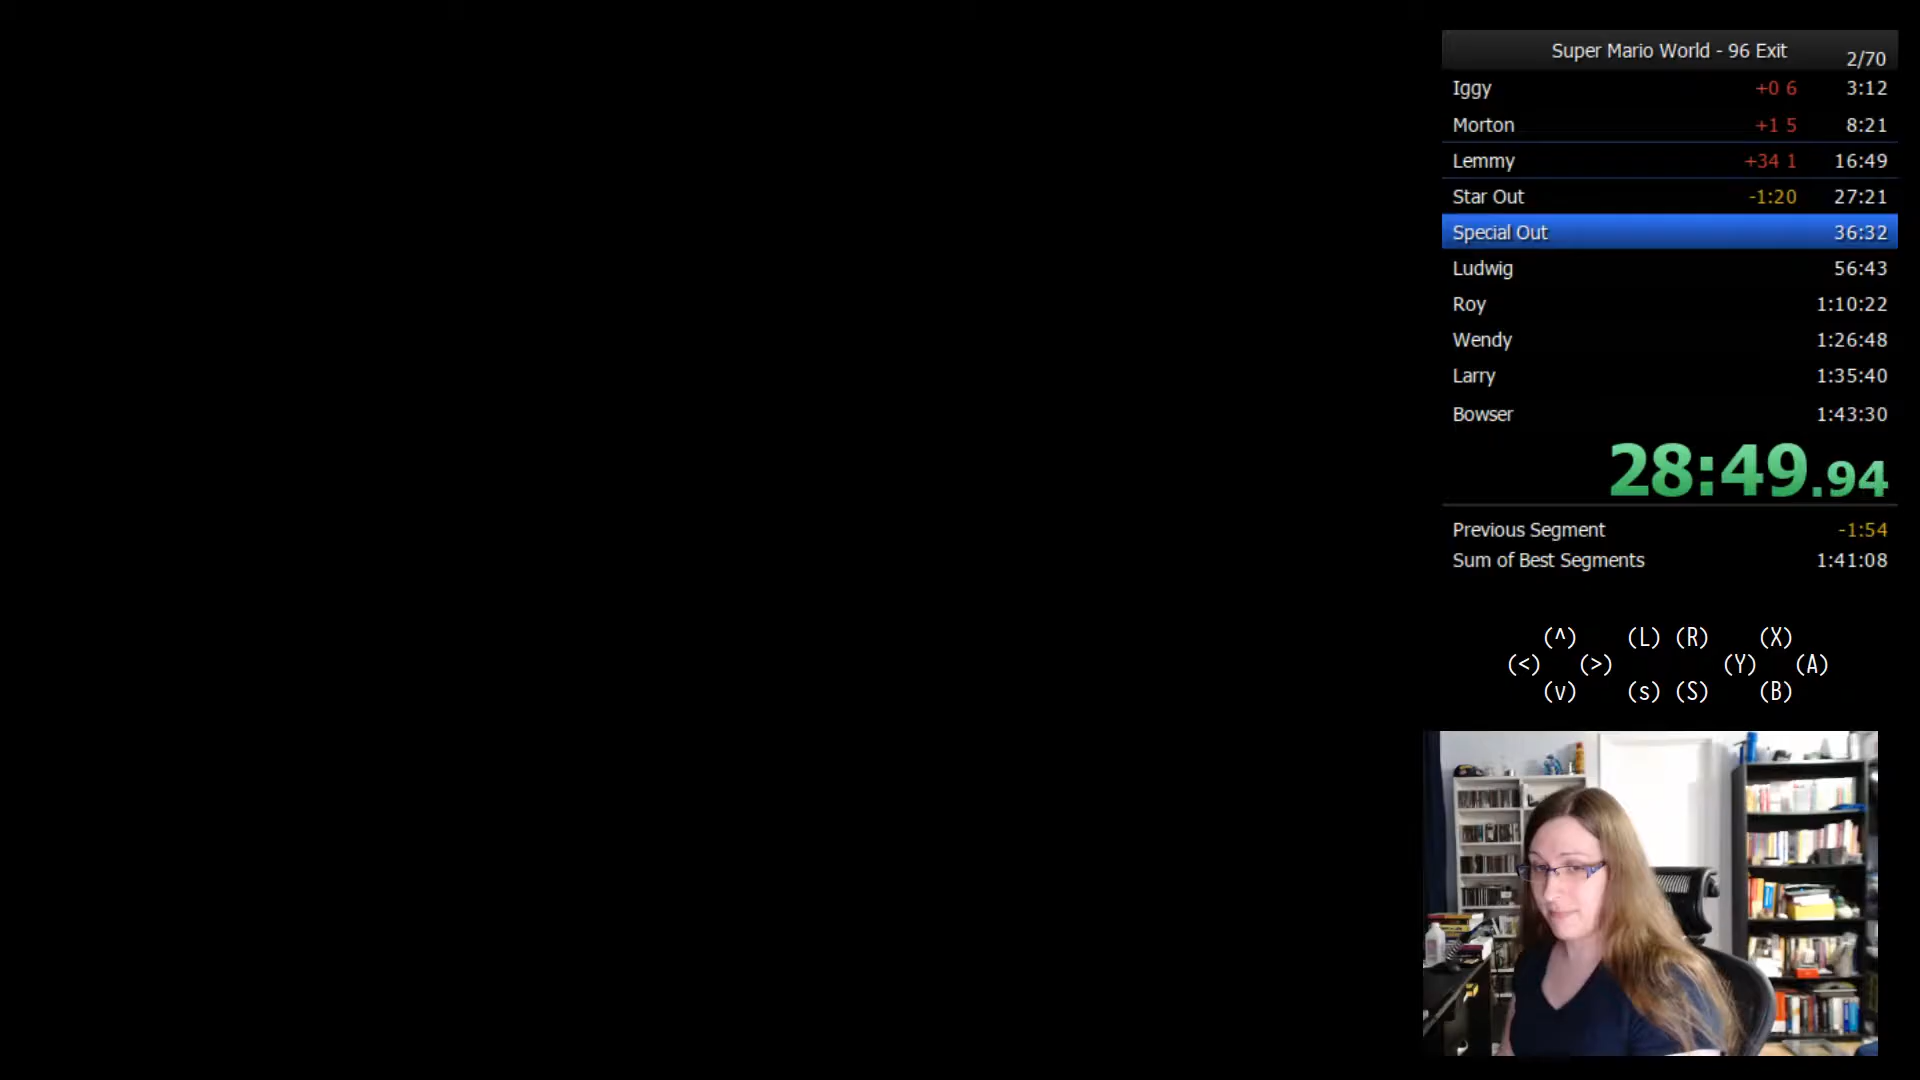 Super Mario World - 96 Exit
2/70
Iggy +0 6 3:12
Morton +1 5 8:21
Lemmy +34 1 16:49
Star Out -1:20 27:21
Special Out 36:32
Ludwig 56:43
Roy 1:10:22
Wendy 1:26:48
Larry 1:35:40
Bowser 1:43:30
28:49.94
Previous Segment -1:54
Sum of Best Segments 1:41:08
(^) (L) (R) (X)
(<) (>) (Y) (A)
(v) (s) (S) (B)